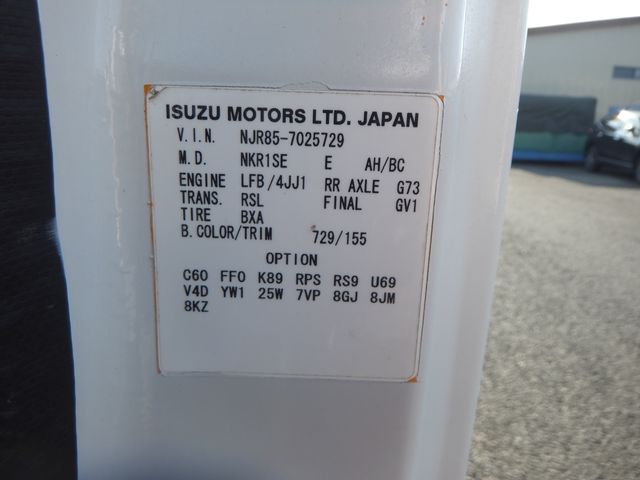 ISUZU MOTORS LTD. JAPAN
V.I.N. NJR85-7025729
M.D. NKR1SE E AH/BC
ENGINE LFB/4JJ1 RR AXLE G73
TRANS. RSL FINAL GV1
TIRE BXA
B.COLOR/TRIM 729/155
OPTION
C60 FF0 K89 RPS RS9 U69
V4D YW1 25W 7VP 8GJ 8JM
8KZ